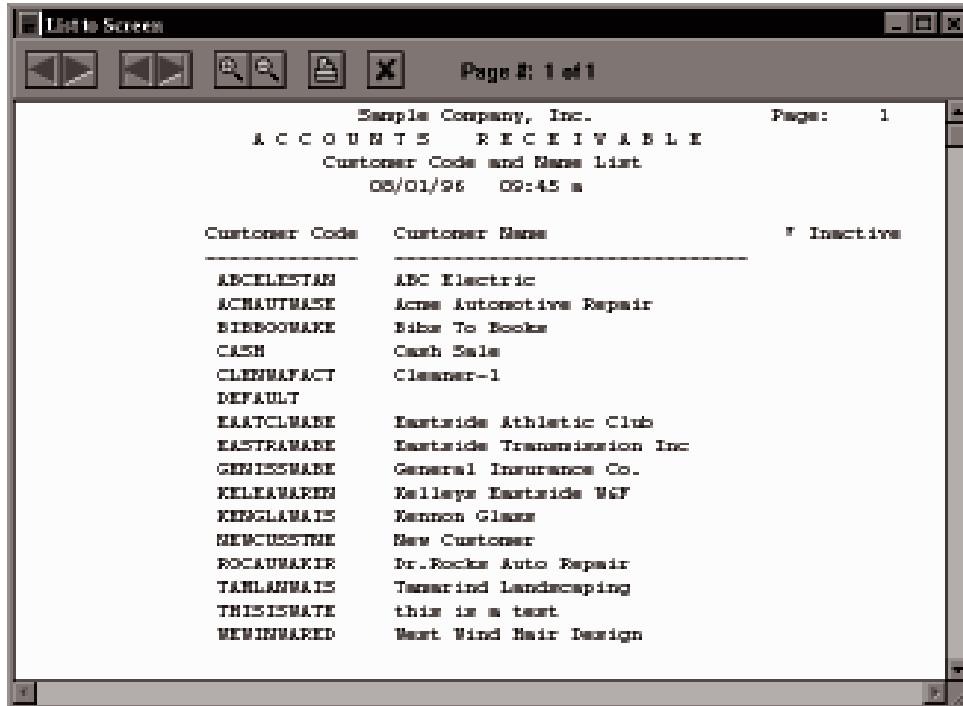 List to Screen
Page #: 1 of 1
Sample Company, Inc. Page: 1
A C C O U N T S R E C E I V A B L E
Customer Code and Name List
08/01/96 09:45 a
Customer Code Customer Name * Inactive
------------- ------------------------------
ABCELESTAN ABC Electric
ACMAUTWASE Acme Automotive Repair
BIBBOOWAKE Bibs To Books
CASH Cash Sale
CLENWAFACT Cleaner-1
DEFAULT
EAATCLWABE Eastside Athletic Club
EASTRAWABE Eastside Transmission Inc
GENISSWABE General Insurance Co.
KELEAWAREN Kelleys Eastside W&F
KENGLAWAIS Kennon Glass
NEWCUSSTNE New Customer
ROCAUWAKIR Dr.Rocks Auto Repair
TAMLANWAIS Tamarind Landscaping
THISISWATE this is a test
WEWINWARED West Wind Hair Design